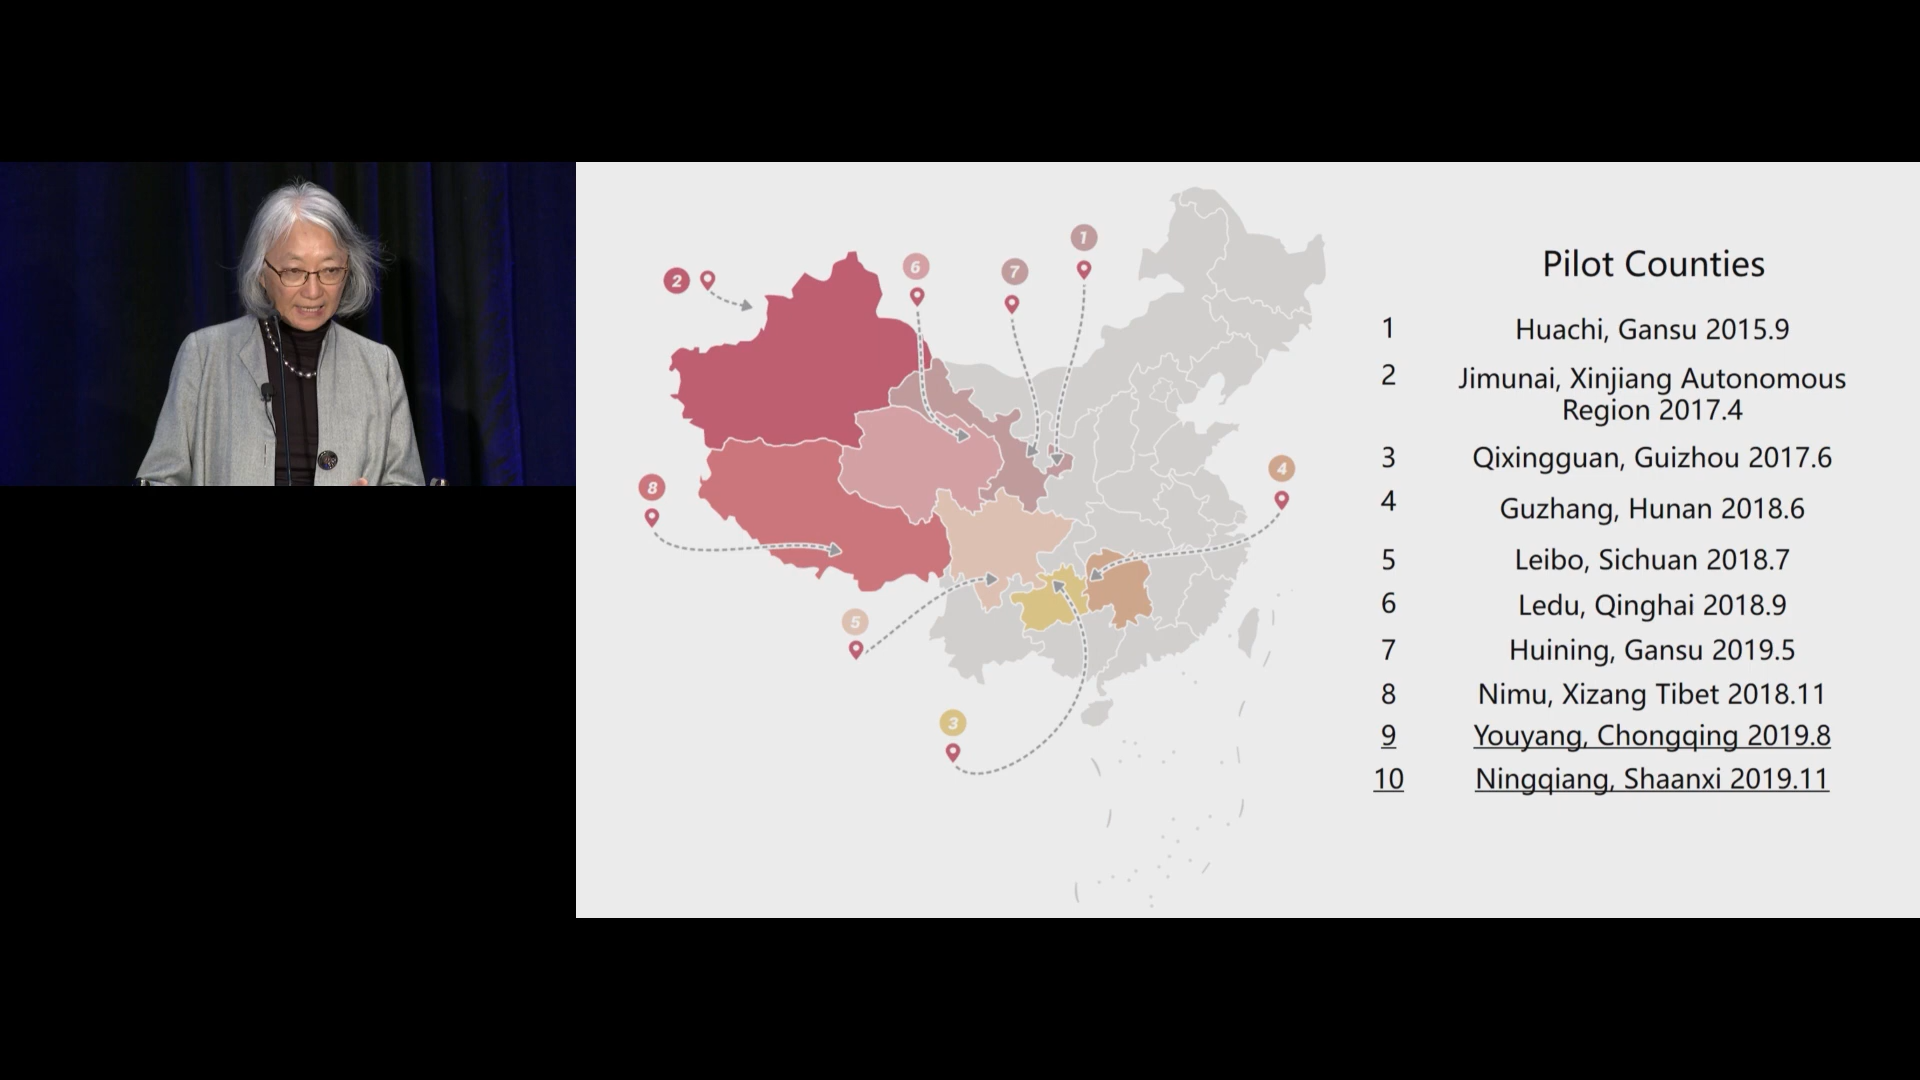 Pilot Counties
1 Huachi, Gansu 2015.9
2 Jimunai, Xinjiang Autonomous
Region 2017.4
3 Qixingguan, Guizhou 2017.6
4 Guzhang, Hunan 2018.6
5 Leibo, Sichuan 2018.7
6 Ledu, Qinghai 2018.9
7 Huining, Gansu 2019.5
8 Nimu, Xizang Tibet 2018.11
9 Youyang, Chongqing 2019.8
10 Ningqiang, Shaanxi 2019.11
1
6
7
2
4
8
5
3